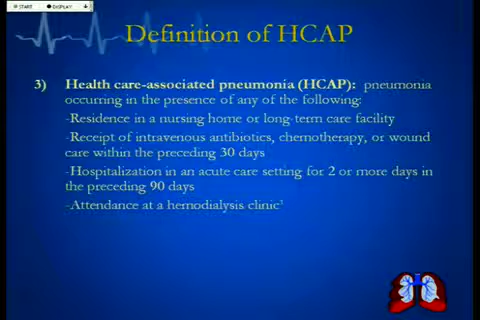 START DISPLAY
Definition of HCAP
3) Health care-associated pneumonia (HCAP): pneumonia
occurring in the presence of any of the following:
-Residence in a nursing home or long-term care facility
-Receipt of intravenous antibiotics, chemotherapy, or wound
care within the preceding 30 days
-Hospitalization in an acute care setting for 2 or more days in
the preceding 90 days
-Attendance at a hemodialysis clinic